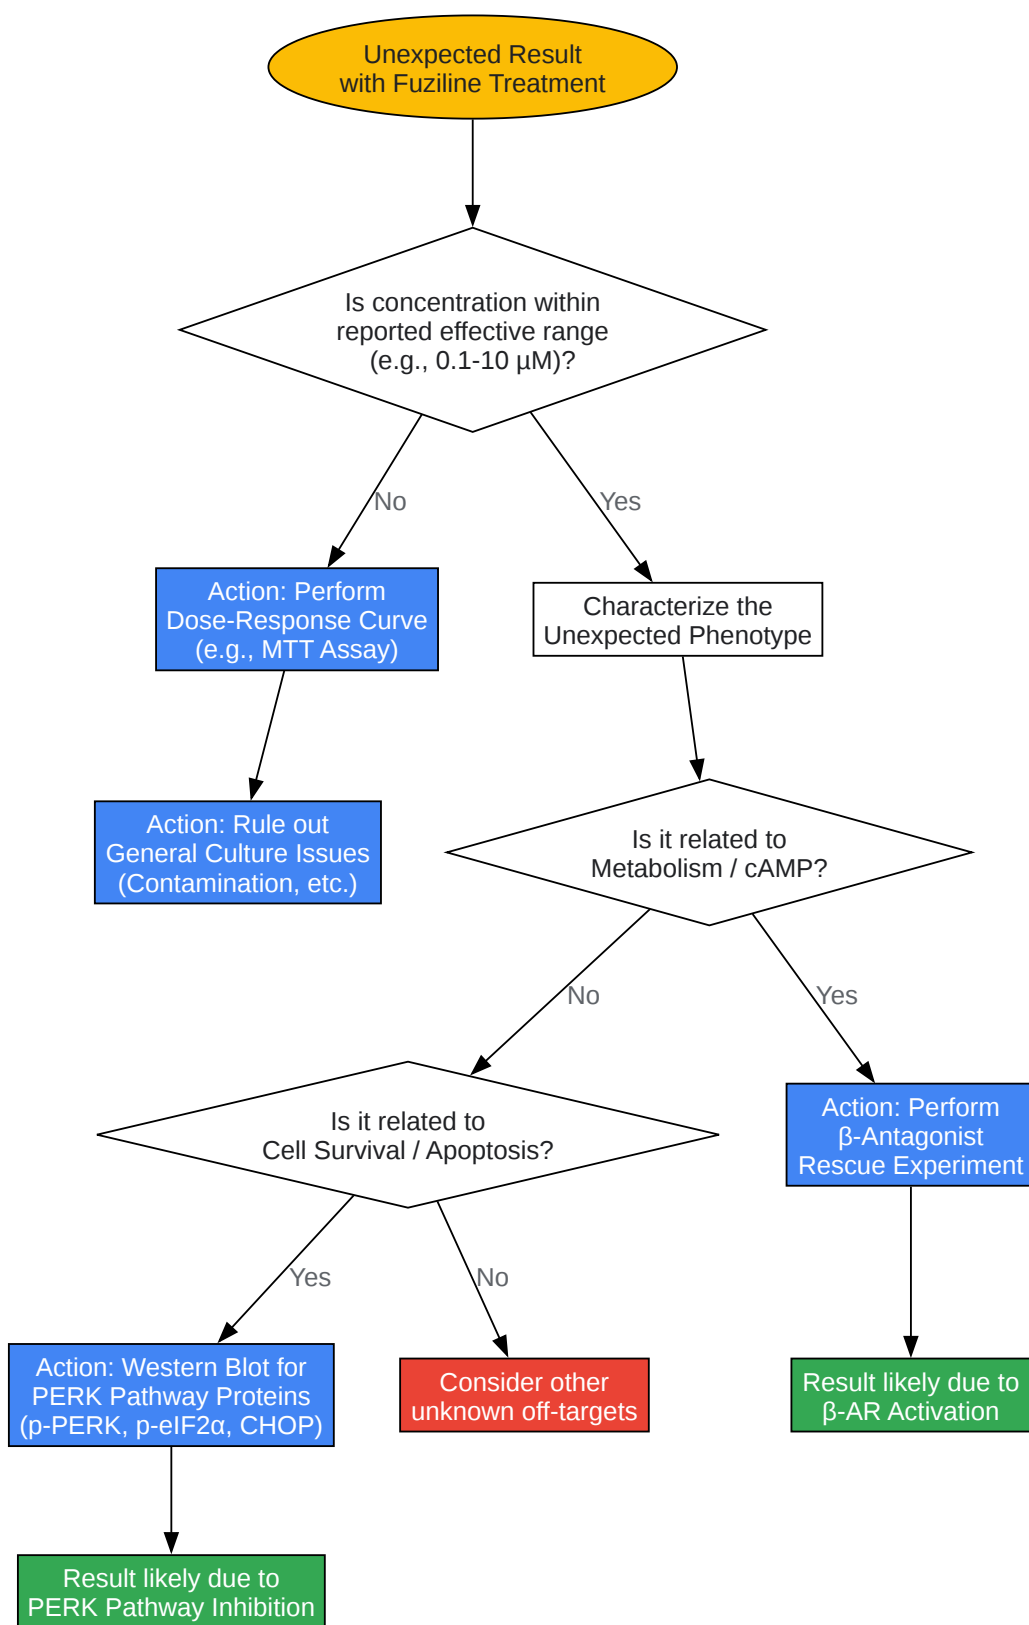 Unexpected Result
with Fuziline Treatment
Is concentration within
reported effective range
(e.g., 0.1-10 µM)?
No
Yes
Action: Perform
Dose-Response Curve
(e.g., MTT Assay)
Characterize the
Unexpected Phenotype
Action: Rule out
General Culture Issues
(Contamination, etc.)
Is it related to
Metabolism / cAMP?
No
Yes
Is it related to
Cell Survival / Apoptosis?
Action: Perform
β-Antagonist
Rescue Experiment
Yes
No
Action: Western Blot for
PERK Pathway Proteins
(p-PERK, p-eIF2α, CHOP)
Consider other
unknown off-targets
Result likely due to
β-AR Activation
Result likely due to
PERK Pathway Inhibition